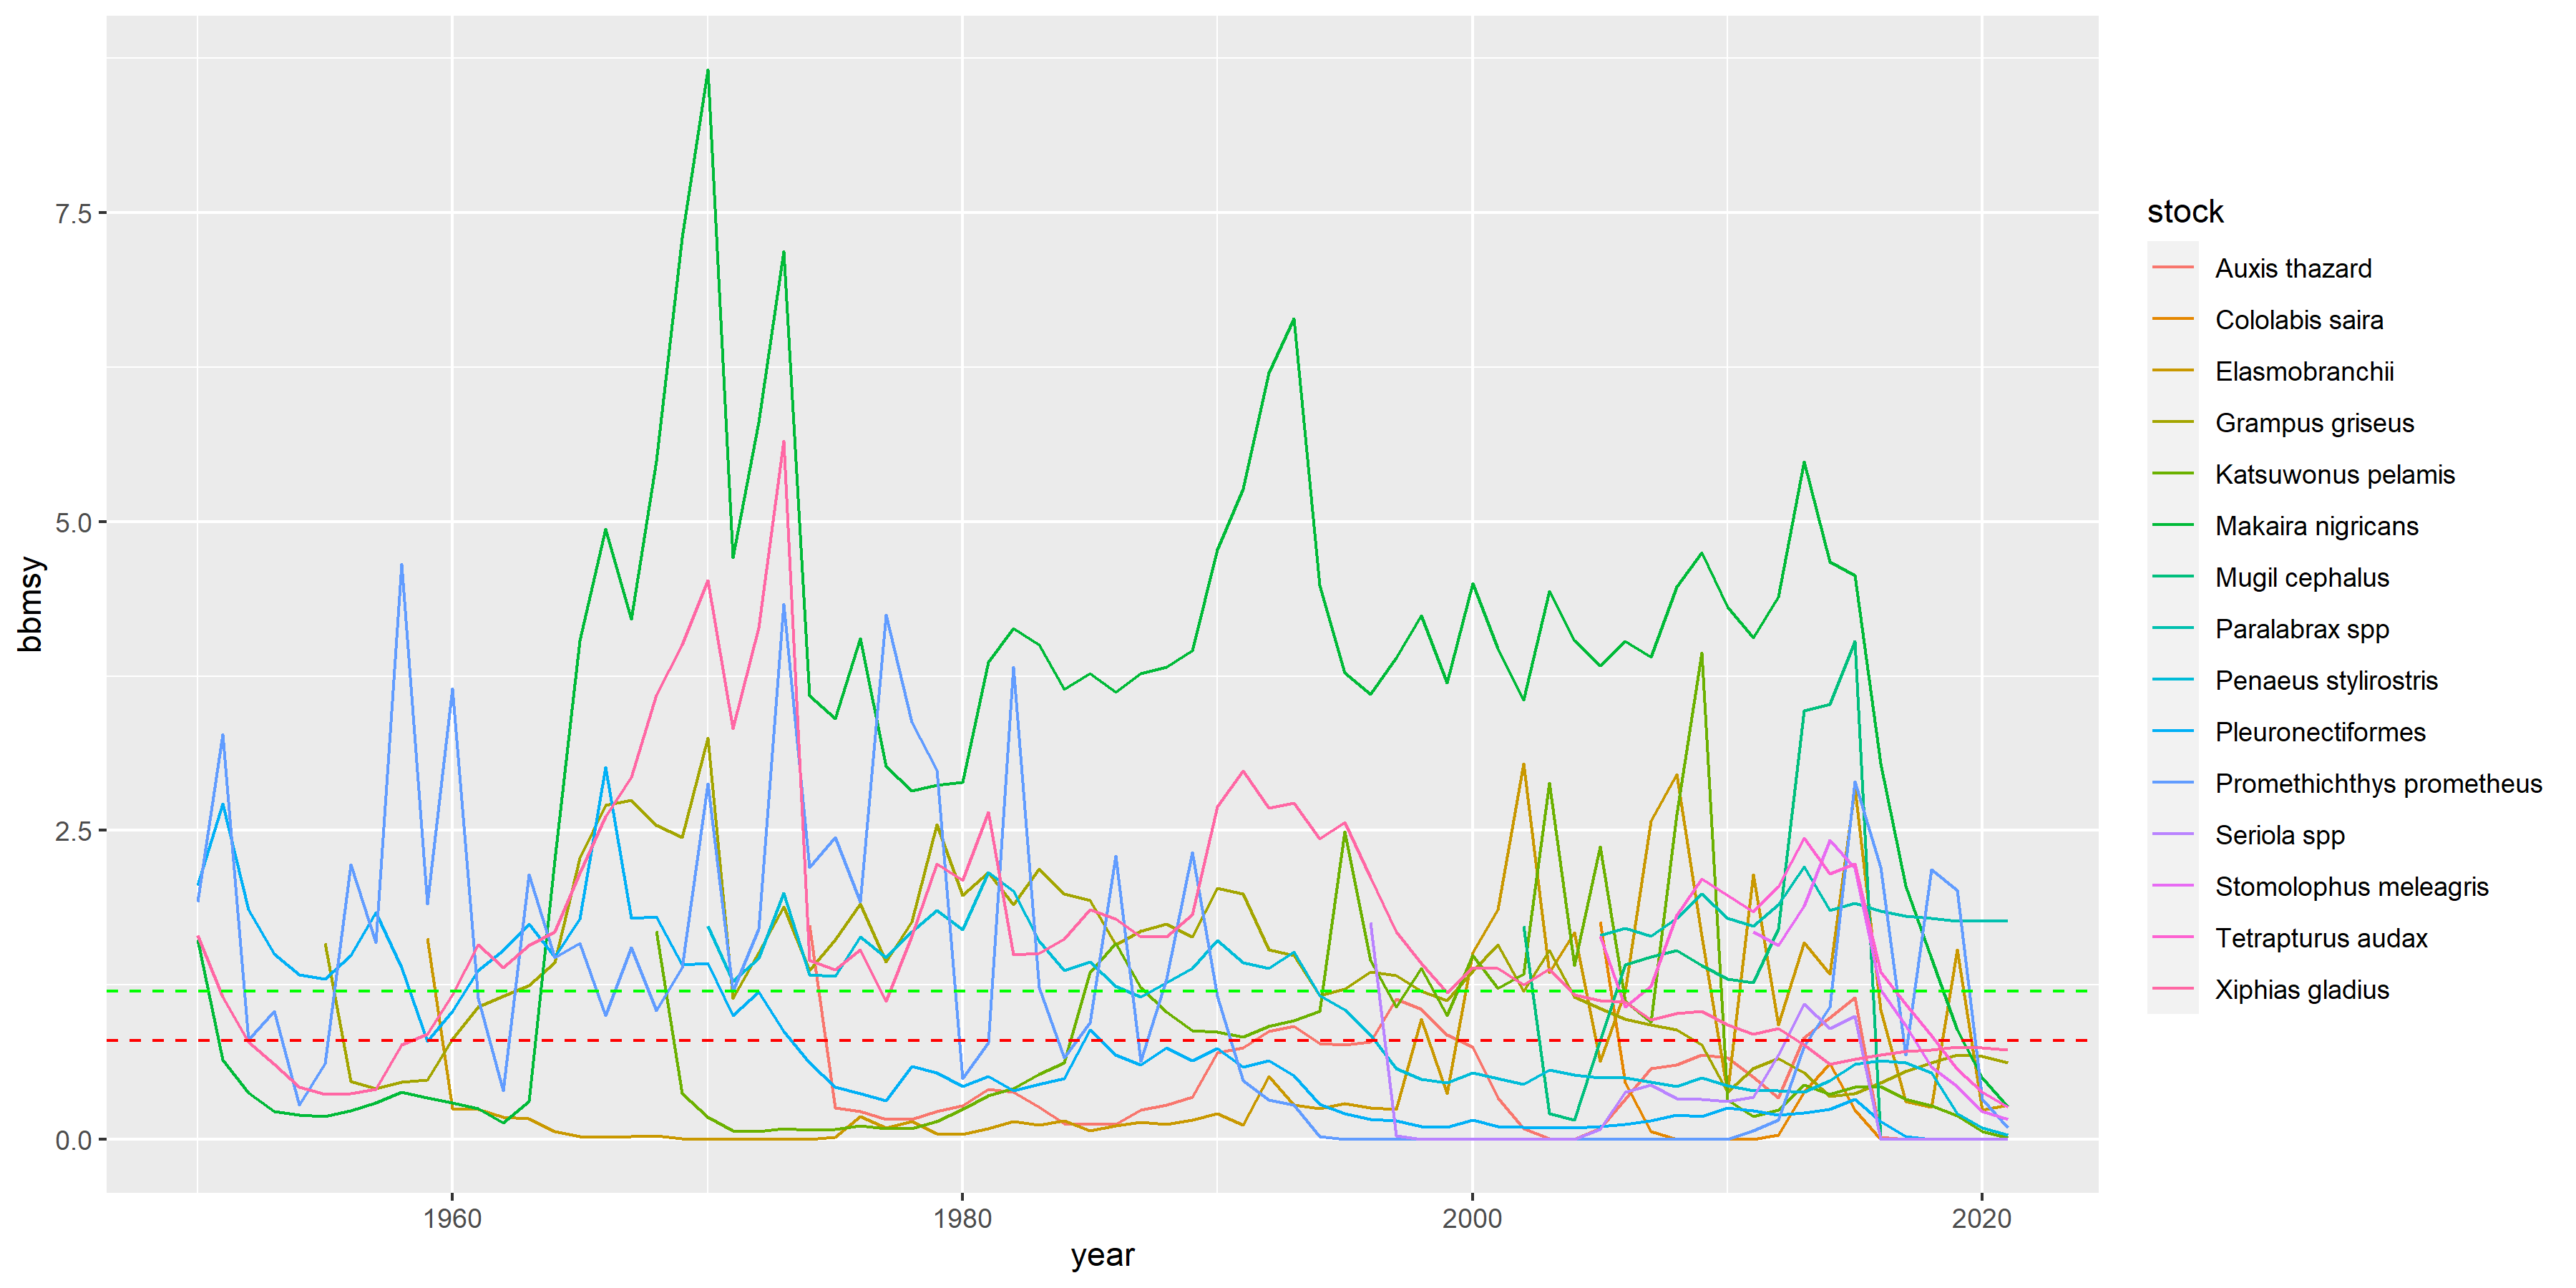 bbmsy
7.5
5.0
2.5
0.0
1960
1980
2000
2020
year
stock
Auxis thazard
Cololabis saira
Elasmobranchii
Grampus griseus
Katsuwonus pelamis
Makaira nigricans
Mugil cephalus
Paralabrax spp
Penaeus stylirostris
Pleuronectiformes
Promethichthys prometheus
Seriola spp
Stomolophus meleagris
Tetrapturus audax
Xiphias gladius